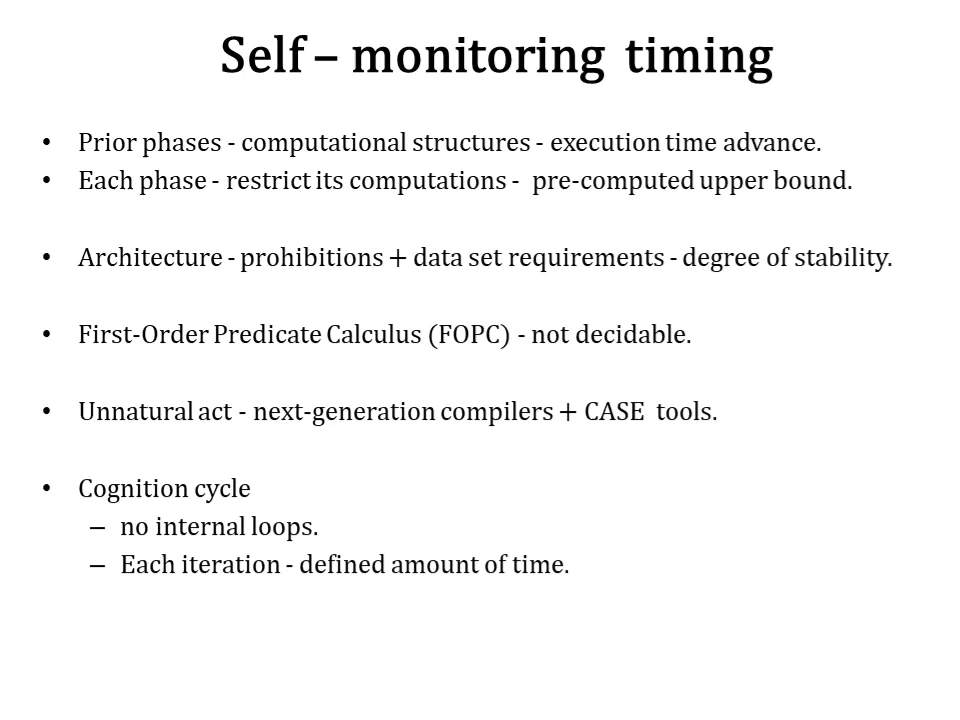 Self – monitoring timing
• Prior phases - computational structures - execution time advance.
• Each phase - restrict its computations - pre-computed upper bound.
• Architecture - prohibitions + data set requirements - degree of stability.
• First-Order Predicate Calculus (FOPC) - not decidable.
• Unnatural act - next-generation compilers + CASE tools.
• Cognition cycle
– no internal loops.
– Each iteration - defined amount of time.